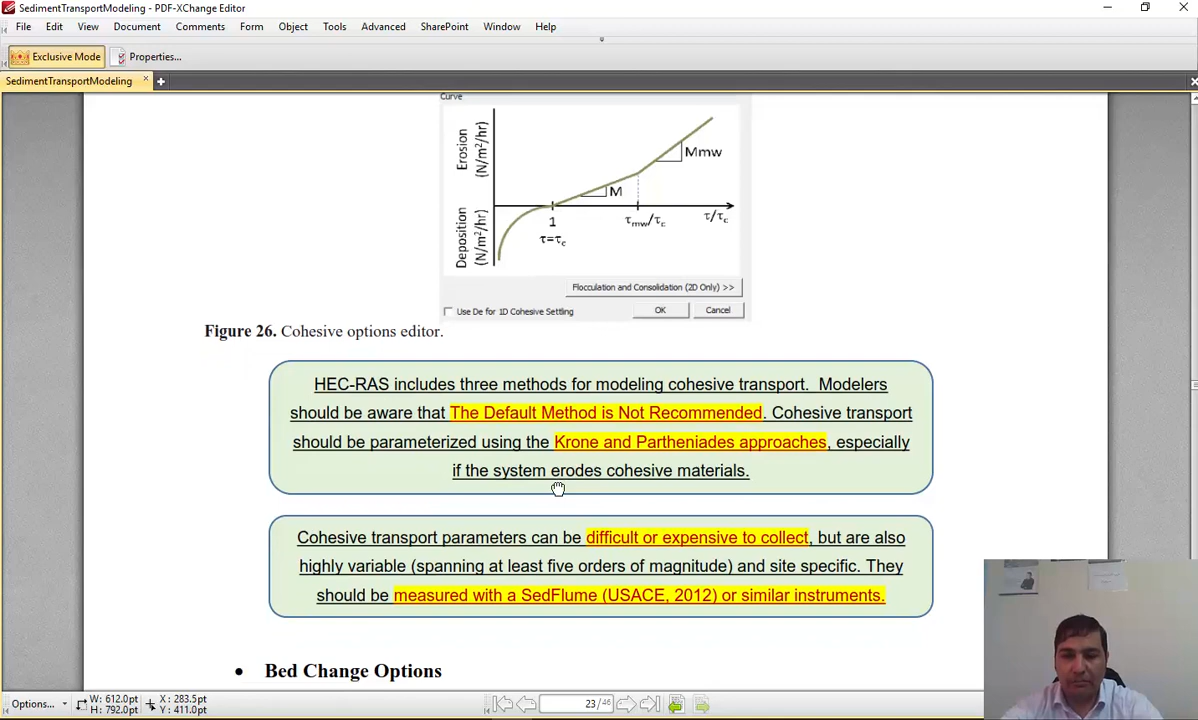 SedimentTransportModeling - PDF-XChange Editor
File Edit View Document Comments Form Object Tools Advanced SharePoint Window Help
Exclusive Mode Properties...
SedimentTransportModeling
Curve
Erosion
(N/m²/hr)
Mmw
M
Deposition
(N/m²/hr)
1
τ=τc
τmw/τc
τ/τc
Flocculation and Consolidation (2D Only) >>
Use De for 1D Cohesive Settling OK Cancel
Figure 26. Cohesive options editor.
HEC-RAS includes three methods for modeling cohesive transport. Modelers
should be aware that The Default Method is Not Recommended. Cohesive transport
should be parameterized using the Krone and Partheniades approaches, especially
if the system erodes cohesive materials.
Cohesive transport parameters can be difficult or expensive to collect, but are also
highly variable (spanning at least five orders of magnitude) and site specific. They
should be measured with a SedFlume (USACE, 2012) or similar instruments.
• Bed Change Options
Options... W: 612.0pt X: 283.5pt
H: 792.0pt Y: 411.0pt
23 / 46